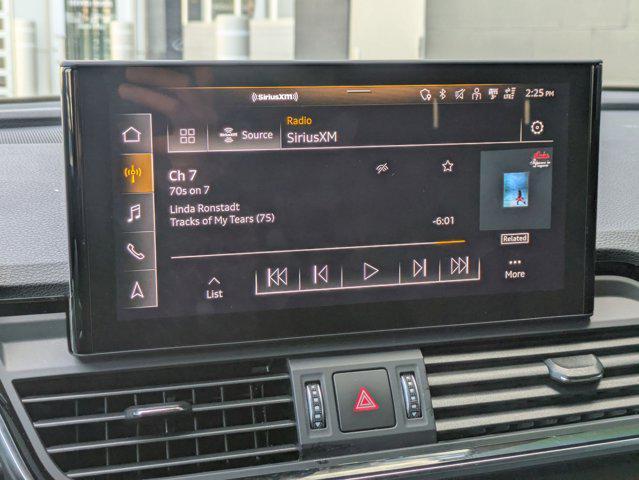 SiriusXM
2:25 PM
Radio
SiriusXM
Source
Ch 7
70s on 7
Linda Ronstadt
Tracks of My Tears (75)
-6:01
Related
List
More